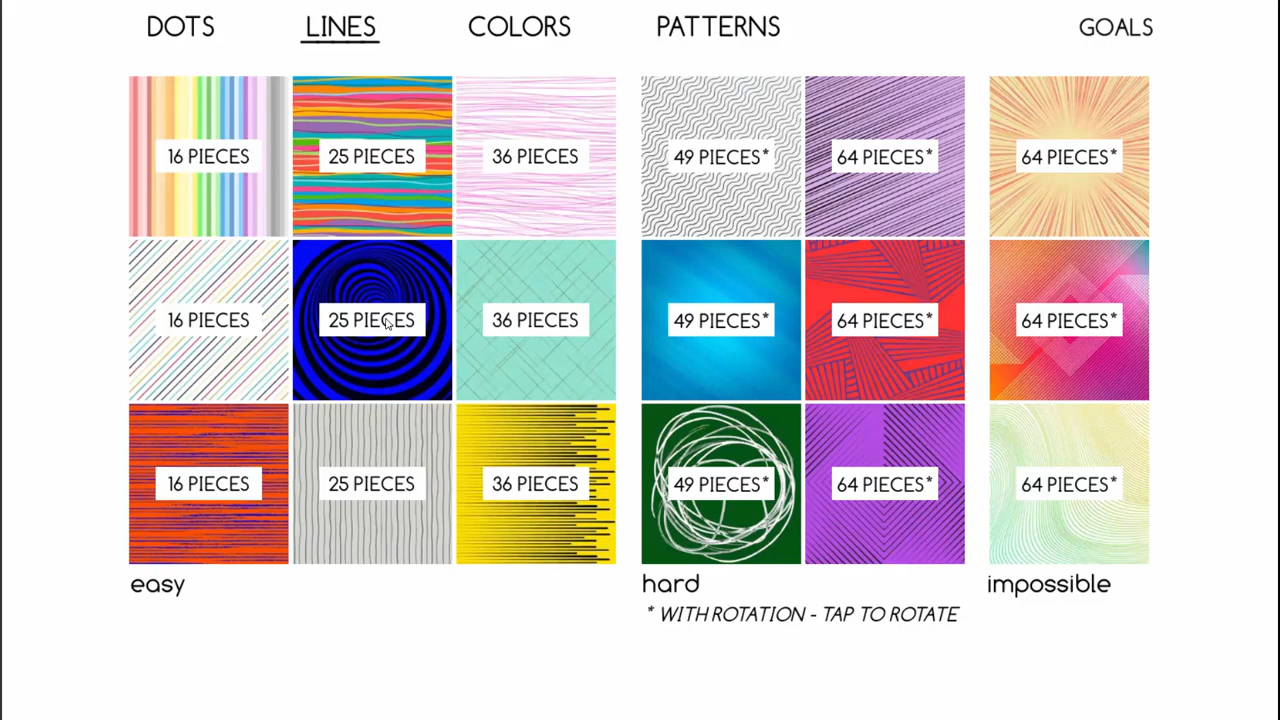 DOTS LINES COLORS PATTERNS GOALS
16 PIECES 25 PIECES 36 PIECES 49 PIECES* 64 PIECES* 64 PIECES*
16 PIECES 25 PIECES 36 PIECES 49 PIECES* 64 PIECES* 64 PIECES*
16 PIECES 25 PIECES 36 PIECES 49 PIECES* 64 PIECES* 64 PIECES*
easy hard impossible
* WITH ROTATION - TAP TO ROTATE